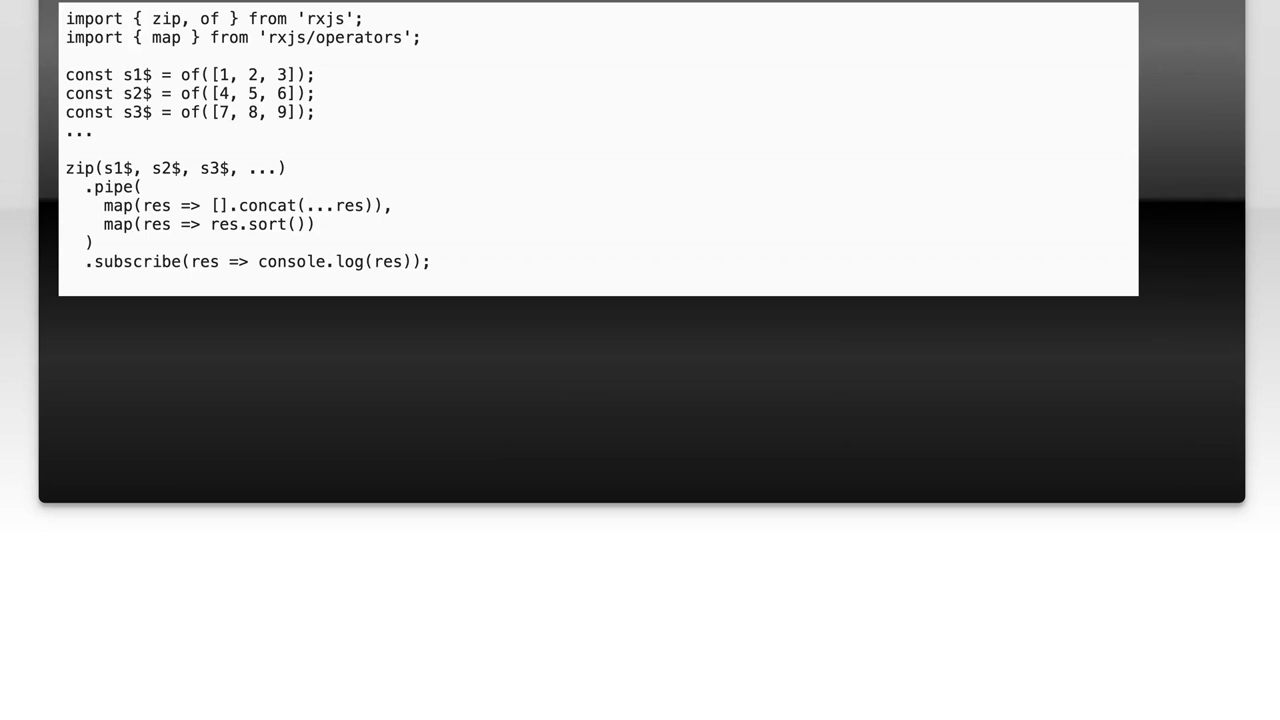 import { zip, of } from 'rxjs';
import { map } from 'rxjs/operators';

const s1$ = of([1, 2, 3]);
const s2$ = of([4, 5, 6]);
const s3$ = of([7, 8, 9]);
...

zip(s1$, s2$, s3$, ...)
  .pipe(
    map(res => [].concat(...res)),
    map(res => res.sort())
  )
  .subscribe(res => console.log(res));